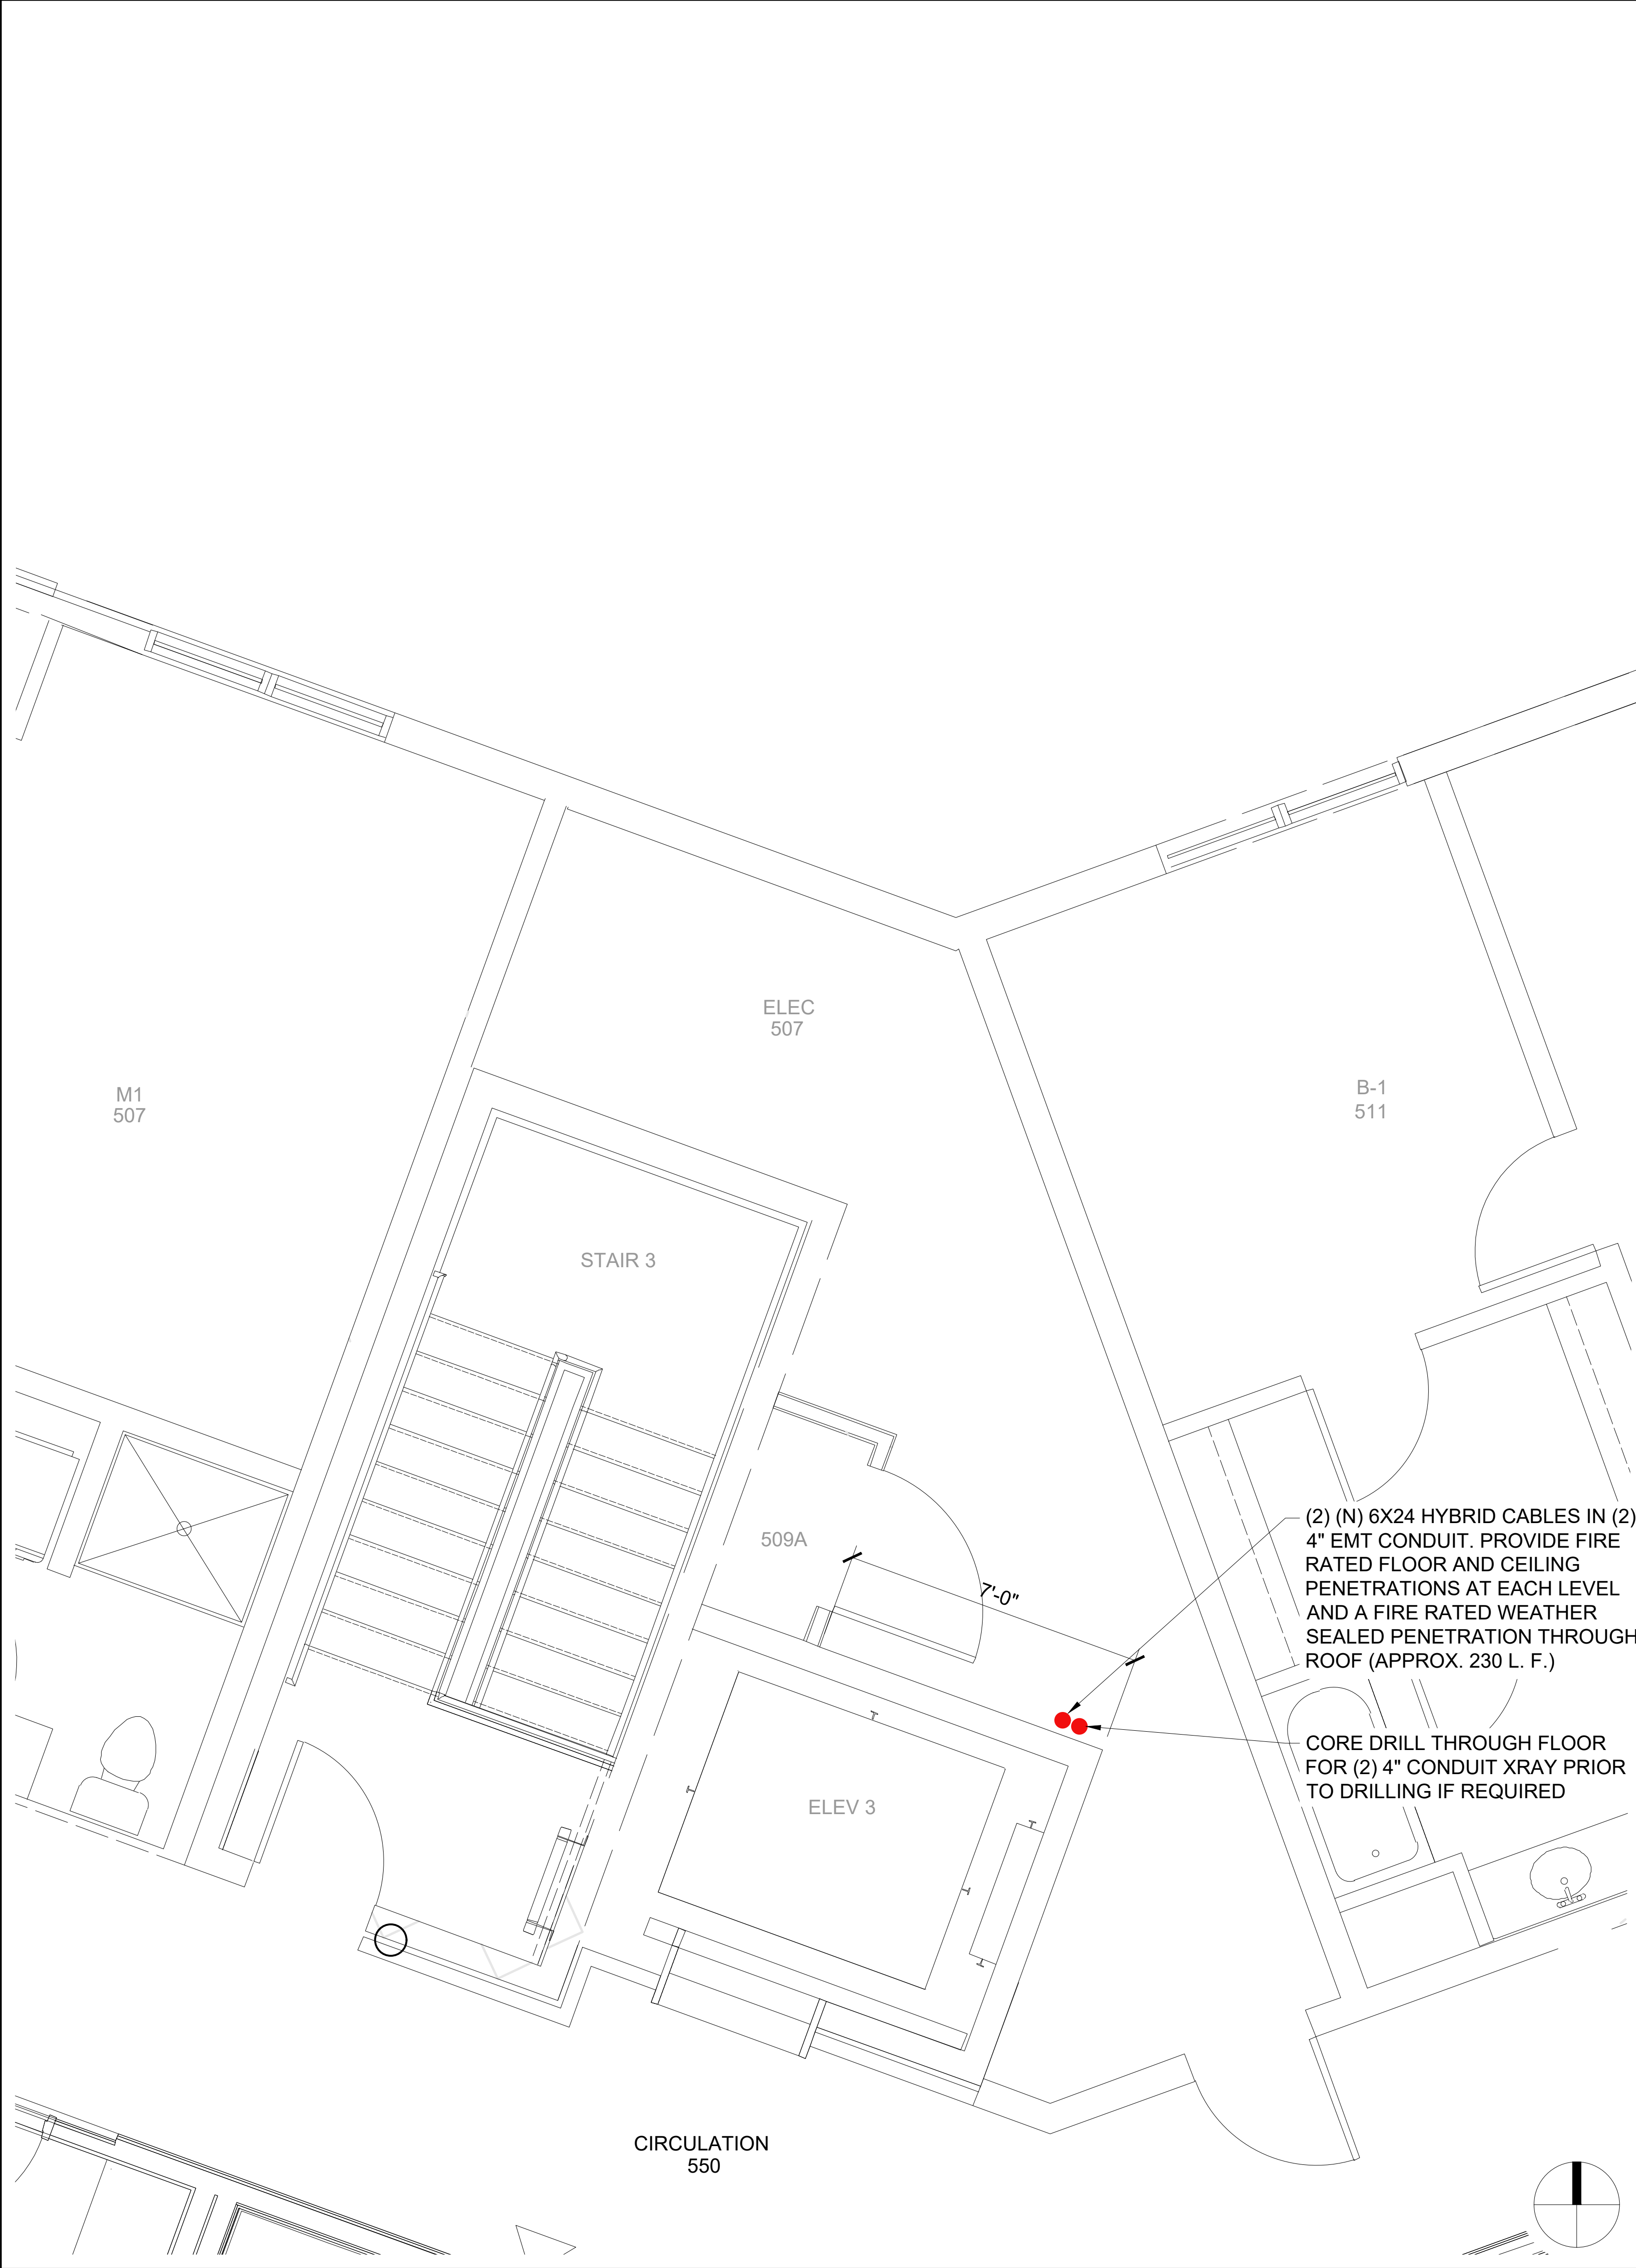 ELEC
507
M1
507
B-1
511
STAIR 3
509A
7'-0"
(2) (N) 6X24 HYBRID CABLES IN (2)
4" EMT CONDUIT. PROVIDE FIRE
RATED FLOOR AND CEILING
PENETRATIONS AT EACH LEVEL
AND A FIRE RATED WEATHER
SEALED PENETRATION THROUGH
ROOF (APPROX. 230 L. F.)
CORE DRILL THROUGH FLOOR
FOR (2) 4" CONDUIT XRAY PRIOR
TO DRILLING IF REQUIRED
ELEV 3
CIRCULATION
550